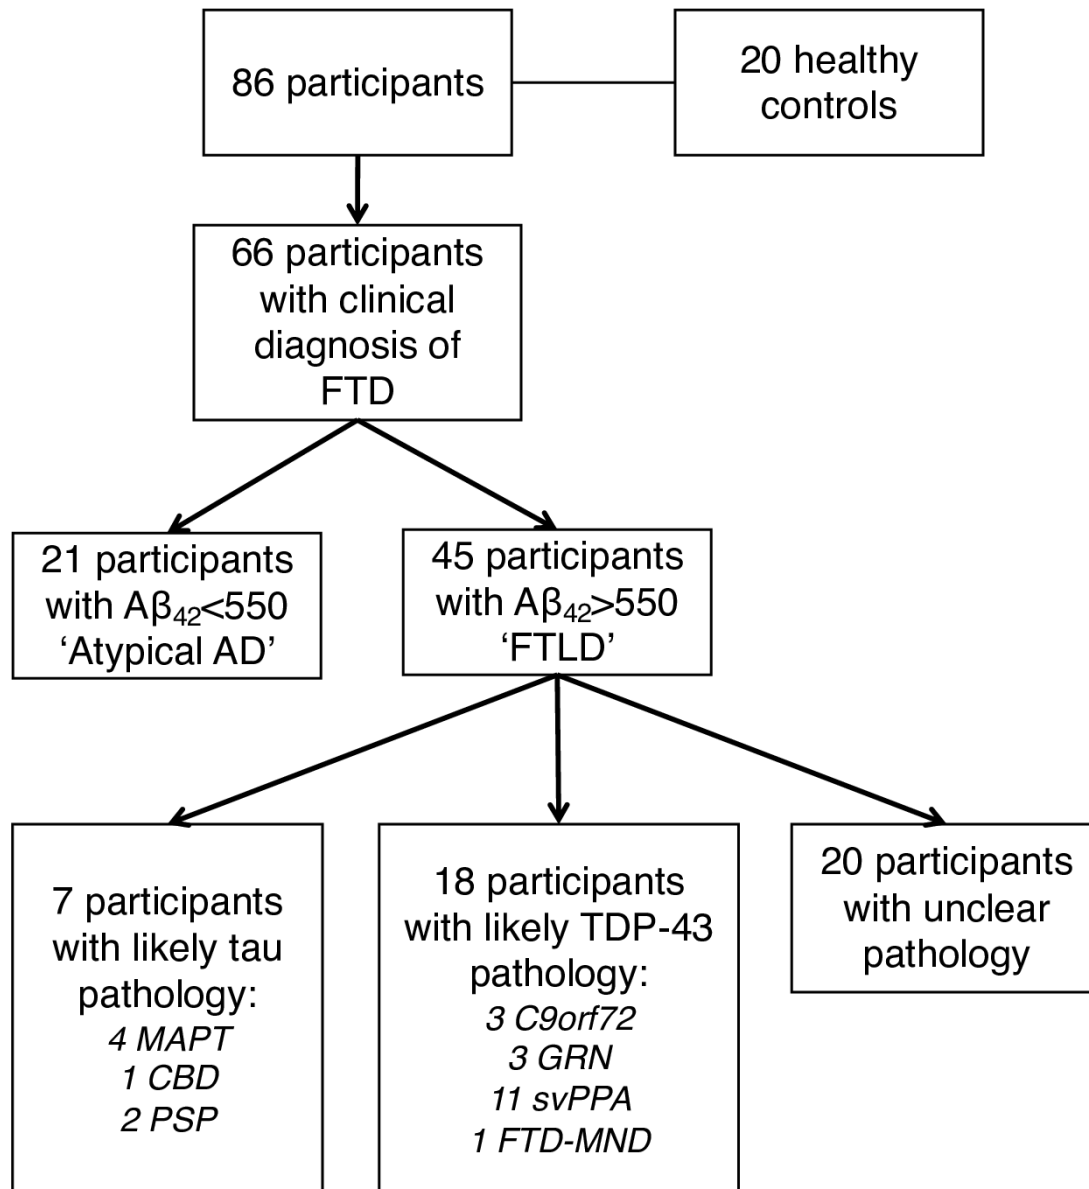 86 participants
20 healthy
controls
66 participants
with clinical
diagnosis of
FTD
21 participants
with Aβ₄₂<550
‘Atypical AD’
45 participants
with Aβ₄₂>550
‘FTLD’
7 participants
with likely tau
pathology:
4 MAPT
1 CBD
2 PSP
18 participants
with likely TDP-43
pathology:
3 C9orf72
3 GRN
11 svPPA
1 FTD-MND
20 participants
with unclear
pathology